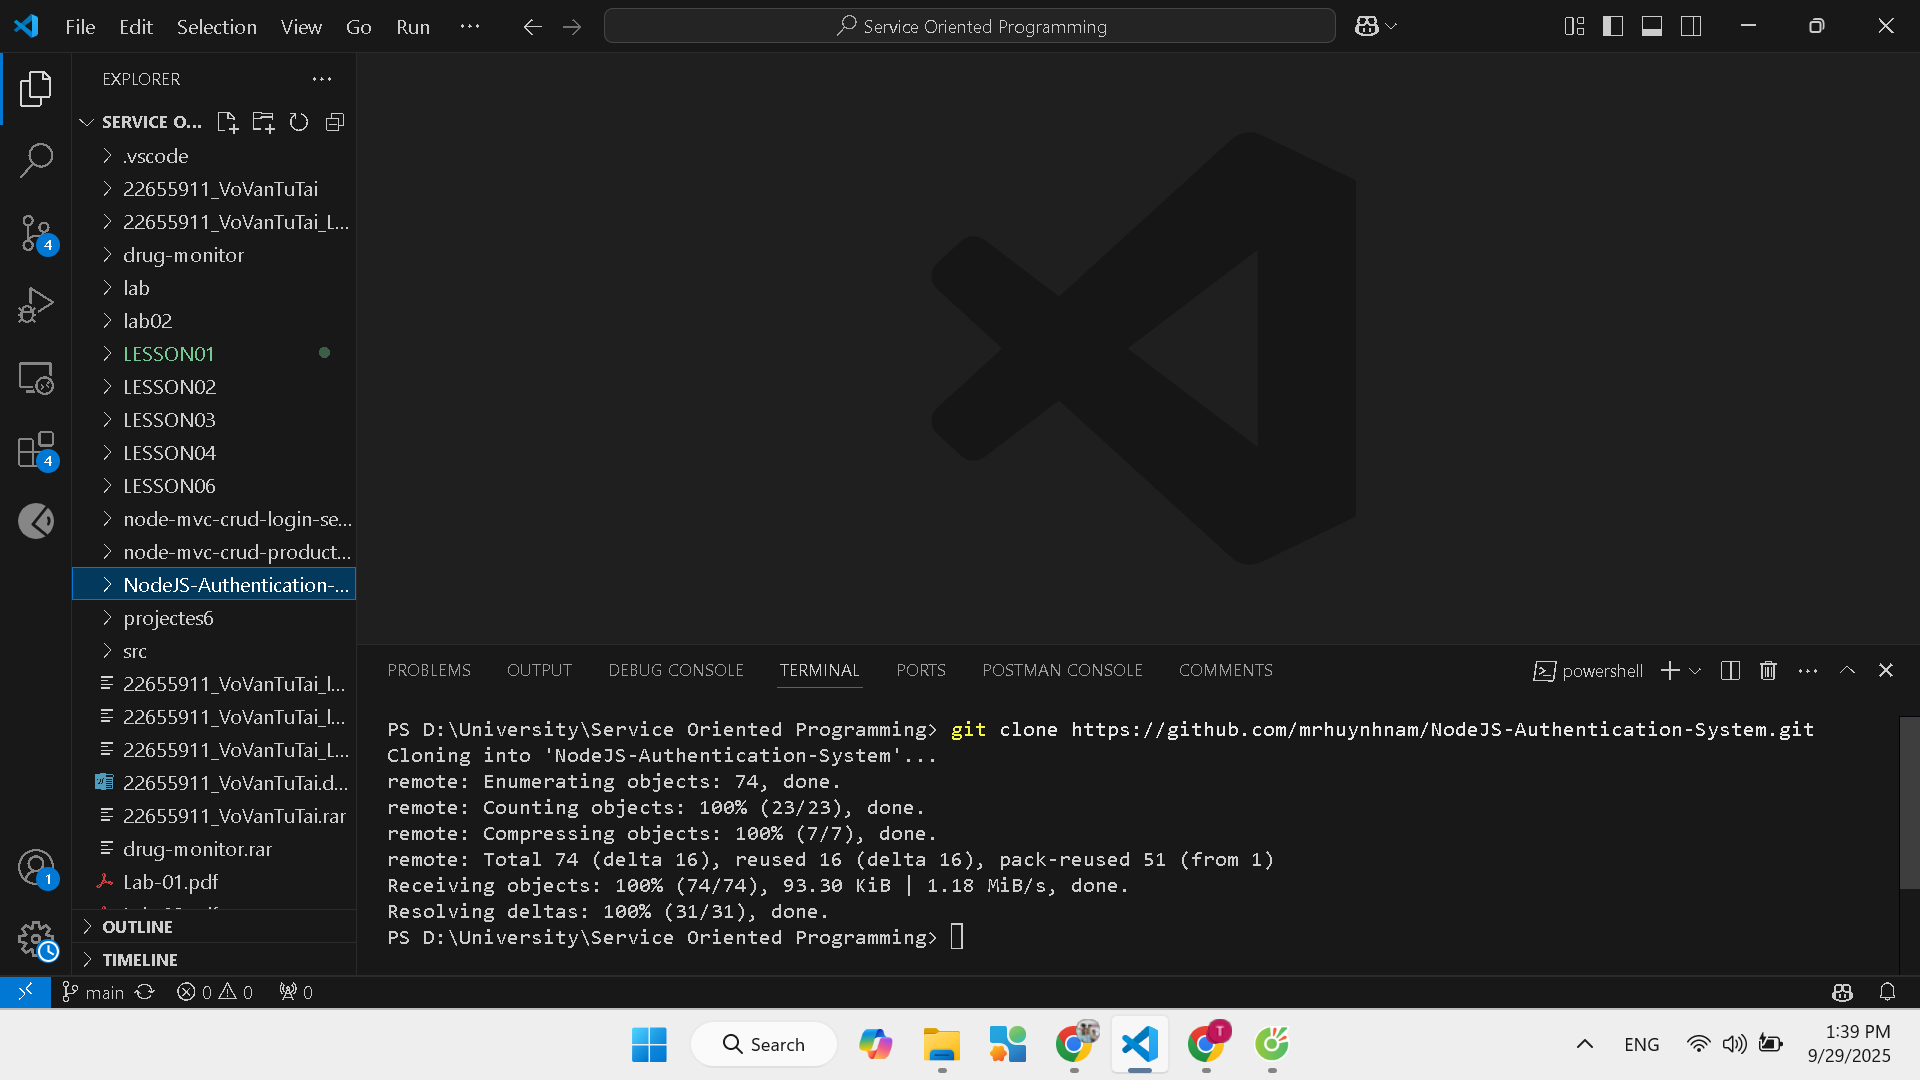 File Edit Selection View Go Run
Service Oriented Programming
EXPLORER
SERVICE O...
.vscode
22655911_VoVanTuTai
22655911_VoVanTuTai_L...
drug-monitor
lab
lab02
LESSON01
LESSON02
LESSON03
LESSON04
LESSON06
node-mvc-crud-login-se...
node-mvc-crud-product...
NodeJS-Authentication-...
projectes6
src
22655911_VoVanTuTai_l...
22655911_VoVanTuTai_l...
22655911_VoVanTuTai_L...
22655911_VoVanTuTai.d...
22655911_VoVanTuTai.rar
drug-monitor.rar
Lab-01.pdf
OUTLINE
TIMELINE
4
4
1
PROBLEMS OUTPUT DEBUG CONSOLE TERMINAL PORTS POSTMAN CONSOLE COMMENTS
powershell
PS D:\University\Service Oriented Programming> git clone https://github.com/mrhuynhnam/NodeJS-Authentication-System.git
Cloning into 'NodeJS-Authentication-System'...
remote: Enumerating objects: 74, done.
remote: Counting objects: 100% (23/23), done.
remote: Compressing objects: 100% (7/7), done.
remote: Total 74 (delta 16), reused 16 (delta 16), pack-reused 51 (from 1)
Receiving objects: 100% (74/74), 93.30 KiB | 1.18 MiB/s, done.
Resolving deltas: 100% (31/31), done.
PS D:\University\Service Oriented Programming>
main 0 0 0
Search
T
ENG
1:39 PM
9/29/2025